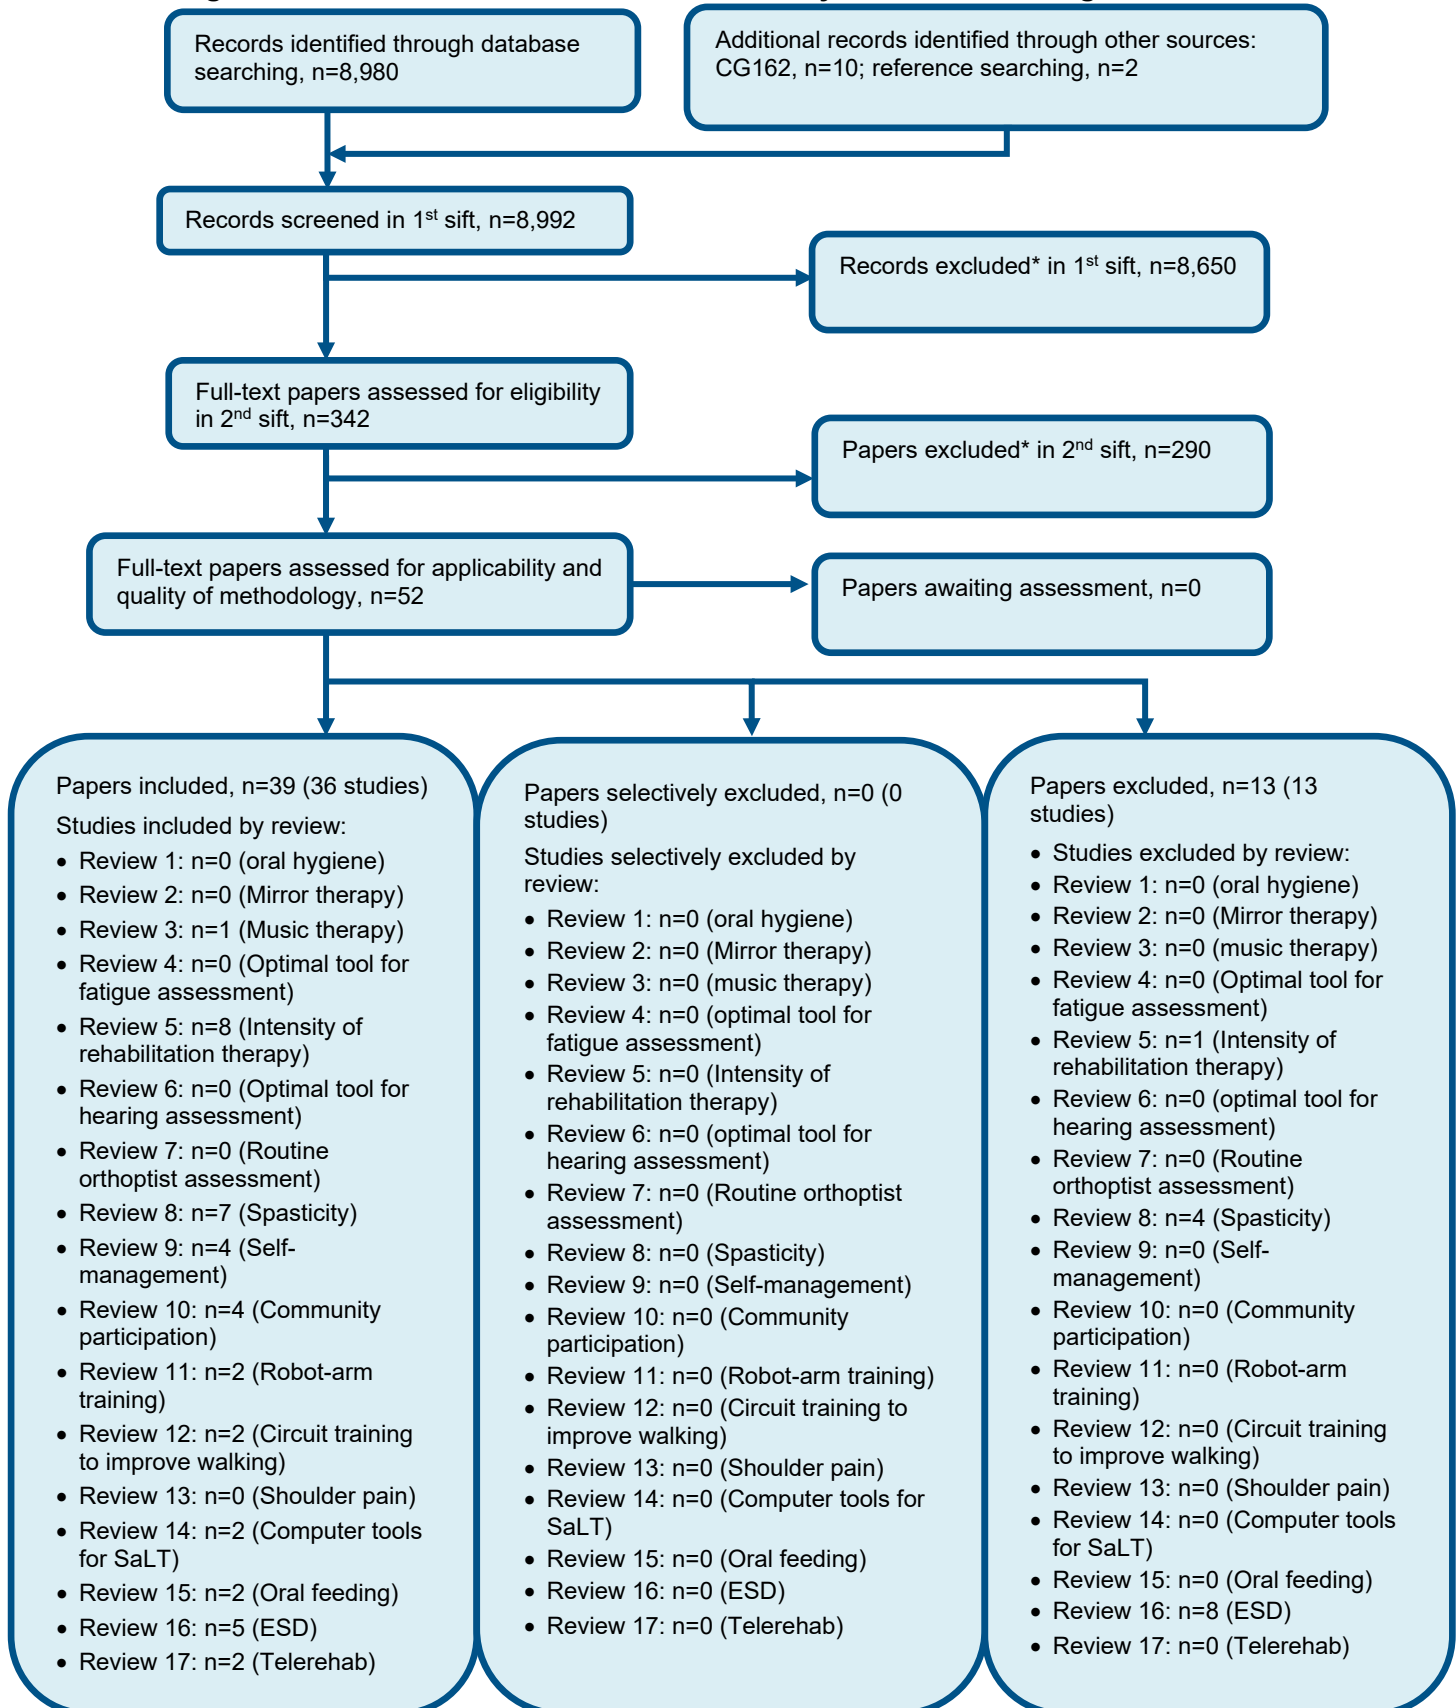 Records identified through database
searching, n=8,980
Additional records identified through other sources:
CG162, n=10; reference searching, n=2
Records screened in 1st sift, n=8,992
Records excluded* in 1st sift, n=8,650
Full-text papers assessed for eligibility
in 2nd sift, n=342
Papers excluded* in 2nd sift, n=290
Full-text papers assessed for applicability and
quality of methodology, n=52
Papers awaiting assessment, n=0
Papers included, n=39 (36 studies)
Studies included by review:
• Review 1: n=0 (oral hygiene)
• Review 2: n=0 (Mirror therapy)
• Review 3: n=1 (Music therapy)
• Review 4: n=0 (Optimal tool for
fatigue assessment)
• Review 5: n=8 (Intensity of
rehabilitation therapy)
• Review 6: n=0 (Optimal tool for
hearing assessment)
• Review 7: n=0 (Routine
orthoptist assessment)
• Review 8: n=7 (Spasticity)
• Review 9: n=4 (Self-
management)
• Review 10: n=4 (Community
participation)
• Review 11: n=2 (Robot-arm
training)
• Review 12: n=2 (Circuit training
to improve walking)
• Review 13: n=0 (Shoulder pain)
• Review 14: n=2 (Computer tools
for SaLT)
• Review 15: n=2 (Oral feeding)
• Review 16: n=5 (ESD)
• Review 17: n=2 (Telerehab)
Papers selectively excluded, n=0 (0
studies)
Studies selectively excluded by
review:
• Review 1: n=0 (oral hygiene)
• Review 2: n=0 (Mirror therapy)
• Review 3: n=0 (music therapy)
• Review 4: n=0 (optimal tool for
fatigue assessment)
• Review 5: n=0 (Intensity of
rehabilitation therapy)
• Review 6: n=0 (optimal tool for
hearing assessment)
• Review 7: n=0 (Routine orthoptist
assessment)
• Review 8: n=0 (Spasticity)
• Review 9: n=0 (Self-management)
• Review 10: n=0 (Community
participation)
• Review 11: n=0 (Robot-arm training)
• Review 12: n=0 (Circuit training to
improve walking)
• Review 13: n=0 (Shoulder pain)
• Review 14: n=0 (Computer tools for
SaLT)
• Review 15: n=0 (Oral feeding)
• Review 16: n=0 (ESD)
• Review 17: n=0 (Telerehab)
Papers excluded, n=13 (13
studies)
• Studies excluded by review:
• Review 1: n=0 (oral hygiene)
• Review 2: n=0 (Mirror therapy)
• Review 3: n=0 (music therapy)
• Review 4: n=0 (Optimal tool for
fatigue assessment)
• Review 5: n=1 (Intensity of
rehabilitation therapy)
• Review 6: n=0 (optimal tool for
hearing assessment)
• Review 7: n=0 (Routine
orthoptist assessment)
• Review 8: n=4 (Spasticity)
• Review 9: n=0 (Self-
management)
• Review 10: n=0 (Community
participation)
• Review 11: n=0 (Robot-arm
training)
• Review 12: n=0 (Circuit training
to improve walking)
• Review 13: n=0 (Shoulder pain)
• Review 14: n=0 (Computer tools
for SaLT)
• Review 15: n=0 (Oral feeding)
• Review 16: n=8 (ESD)
• Review 17: n=0 (Telerehab)